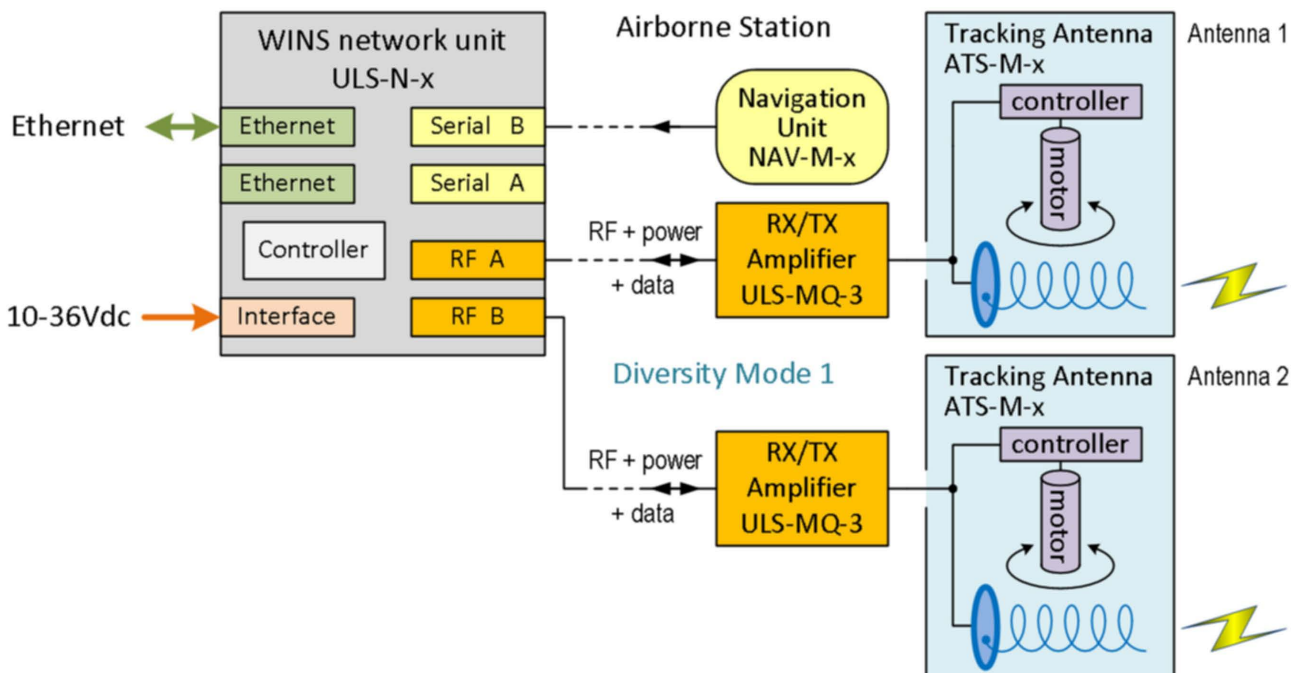 WINS network unit
ULS-N-x
Airborne Station
Tracking Antenna
ATS-M-x
Antenna 1
Ethernet
Ethernet
Serial B
Navigation
Unit
NAV-M-x
controller
motor
Ethernet
Serial A
Controller
RF A
RF + power
+ data
RX/TX
Amplifier
ULS-MQ-3
10-36Vdc
Interface
RF B
Diversity Mode 1
Tracking Antenna
ATS-M-x
Antenna 2
controller
motor
RF + power
+ data
RX/TX
Amplifier
ULS-MQ-3